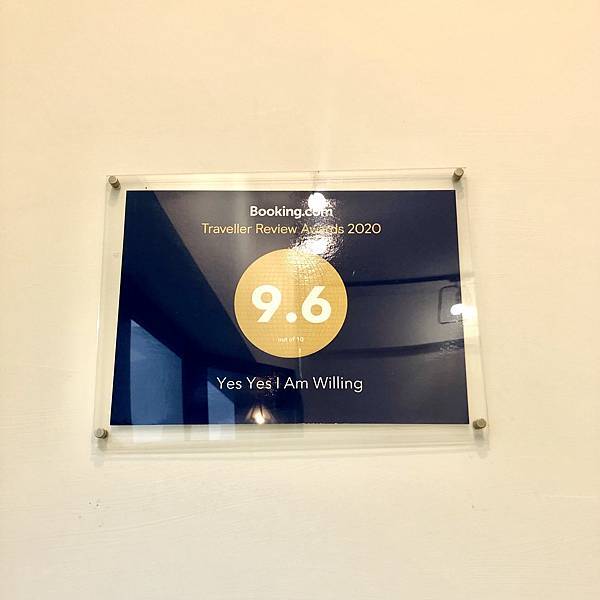 Booking.com
Traveller Review Awards 2020
9.6
out of 10
Yes Yes I Am Willing